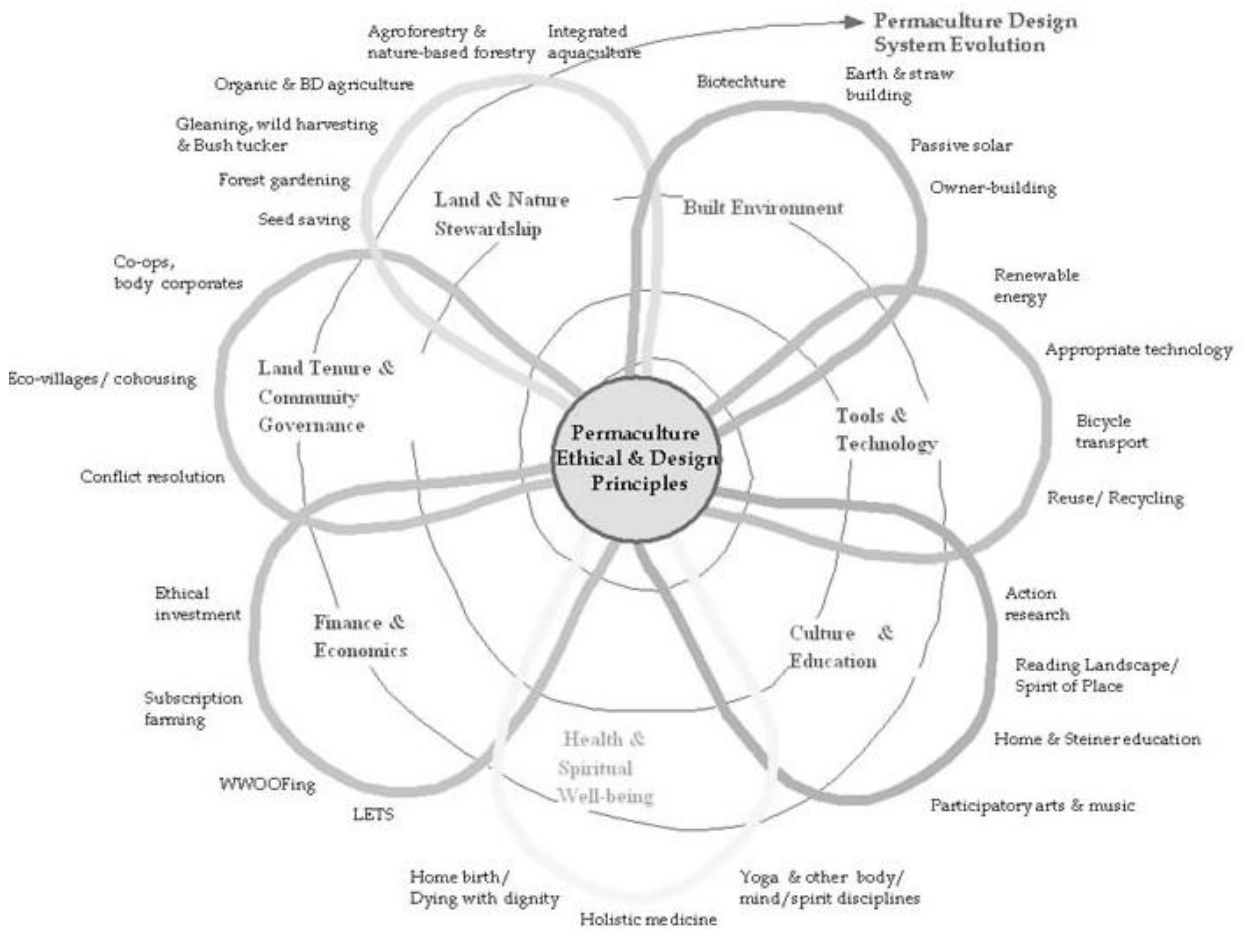 Permaculture Design
System Evolution
Agroforestry &
nature-based forestry
Integrated
aquaculture
Organic & BD agriculture
Gleaning, wild harvesting
& Bush tucker
Forest gardening
Seed saving
Land & Nature
Stewardship
Biotechture
Earth & straw
building
Passive solar
Owner-building
Built Environment
Renewable
energy
Appropriate technology
Bicycle
transport
Reuse/ Recycling
Tools &
Technology
Co-ops,
body corporates
Eco-villages/ cohousing
Conflict resolution
Land Tenure &
Community
Governance
Permaculture
Ethical & Design
Principles
Ethical
investment
Subscription
farming
WWOOFing
LETS
Finance &
Economics
Action
research
Reading Landscape/
Spirit of Place
Home & Steiner education
Participatory arts & music
Culture &
Education
Health &
Spiritual
Well-being
Home birth/
Dying with dignity
Holistic medicine
Yoga & other body/
mind/spirit disciplines